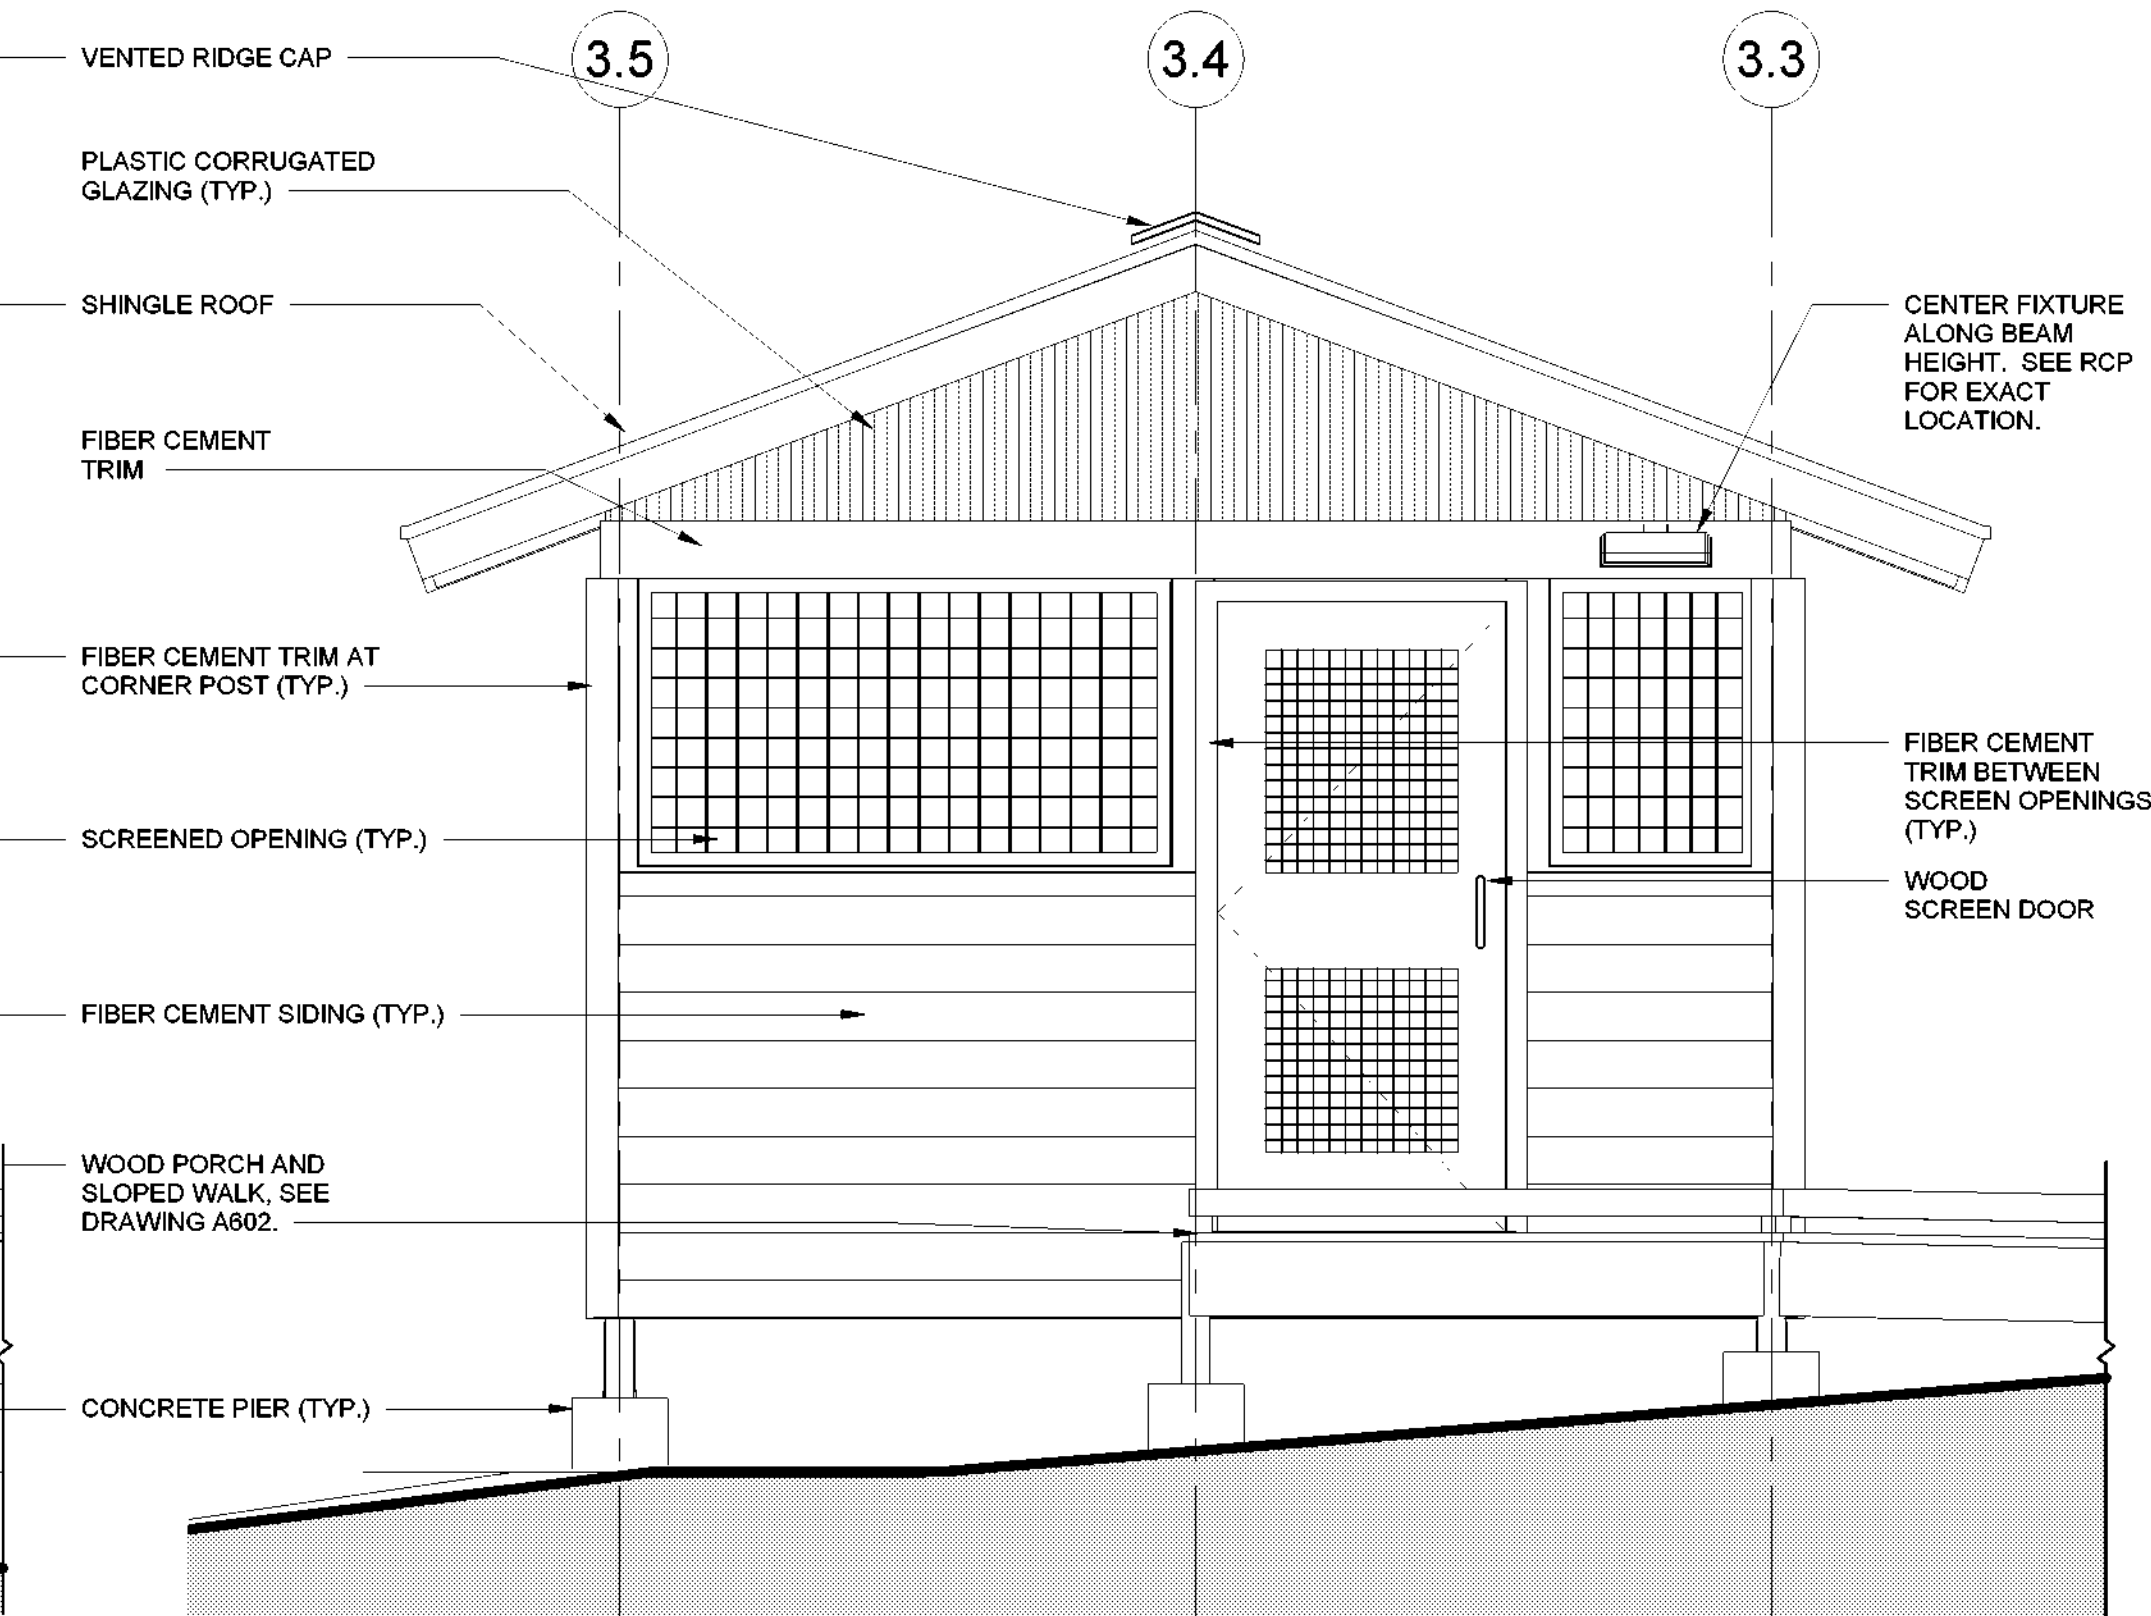 3.5
3.4
3.3
VENTED RIDGE CAP
PLASTIC CORRUGATED
GLAZING (TYP.)
SHINGLE ROOF
FIBER CEMENT
TRIM
FIBER CEMENT TRIM AT
CORNER POST (TYP.)
SCREENED OPENING (TYP.)
FIBER CEMENT SIDING (TYP.)
WOOD PORCH AND
SLOPED WALK, SEE
DRAWING A602.
CONCRETE PIER (TYP.)
CENTER FIXTURE
ALONG BEAM
HEIGHT. SEE RCP
FOR EXACT
LOCATION.
FIBER CEMENT
TRIM BETWEEN
SCREEN OPENINGS
(TYP.)
WOOD
SCREEN DOOR